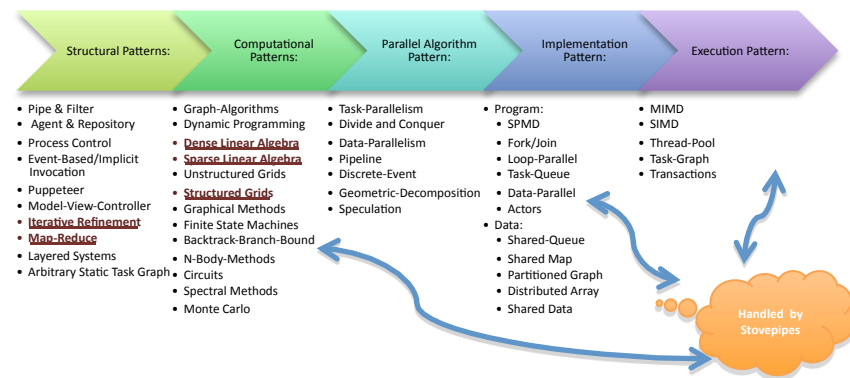 Structural Patterns:
Computational
Patterns:
Parallel Algorithm
Pattern:
Implementation
Pattern:
Execution Pattern:
• Pipe & Filter
• Agent & Repository
• Process Control
• Event-Based/Implicit
Invocation
• Puppeteer
• Model-View-Controller
• Iterative Refinement
• Map-Reduce
• Layered Systems
• Arbitrary Static Task Graph
• Graph-Algorithms
• Dynamic Programming
• Dense Linear Algebra
• Sparse Linear Algebra
• Unstructured Grids
• Structured Grids
• Graphical Methods
• Finite State Machines
• Backtrack-Branch-Bound
• N-Body-Methods
• Circuits
• Spectral Methods
• Monte Carlo
• Task-Parallelism
• Divide and Conquer
• Data-Parallelism
• Pipeline
• Discrete-Event
• Geometric-Decomposition
• Speculation
• Program:
• SPMD
• Fork/Join
• Loop-Parallel
• Task-Queue
• Data-Parallel
• Actors
• Data:
• Shared-Queue
• Shared Map
• Partitioned Graph
• Distributed Array
• Shared Data
• MIMD
• SIMD
• Thread-Pool
• Task-Graph
• Transactions
Handled by
Stovepipes